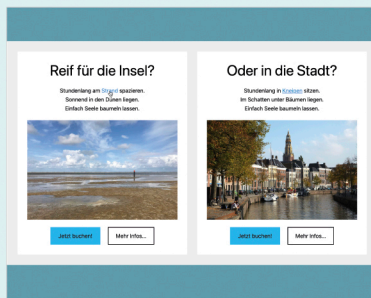 Reif für die Insel?
Stundenlang am Strand spazieren.
Sonnend in den Dünen liegen.
Einfach Seele baumeln lassen.
Jetzt buchen!
Mehr Infos...
Oder in die Stadt?
Stundenlang in Kneipen sitzen.
Im Schatten unter Bäumen liegen.
Einfach Seele baumeln lassen.
Jetzt buchen!
Mehr Infos...